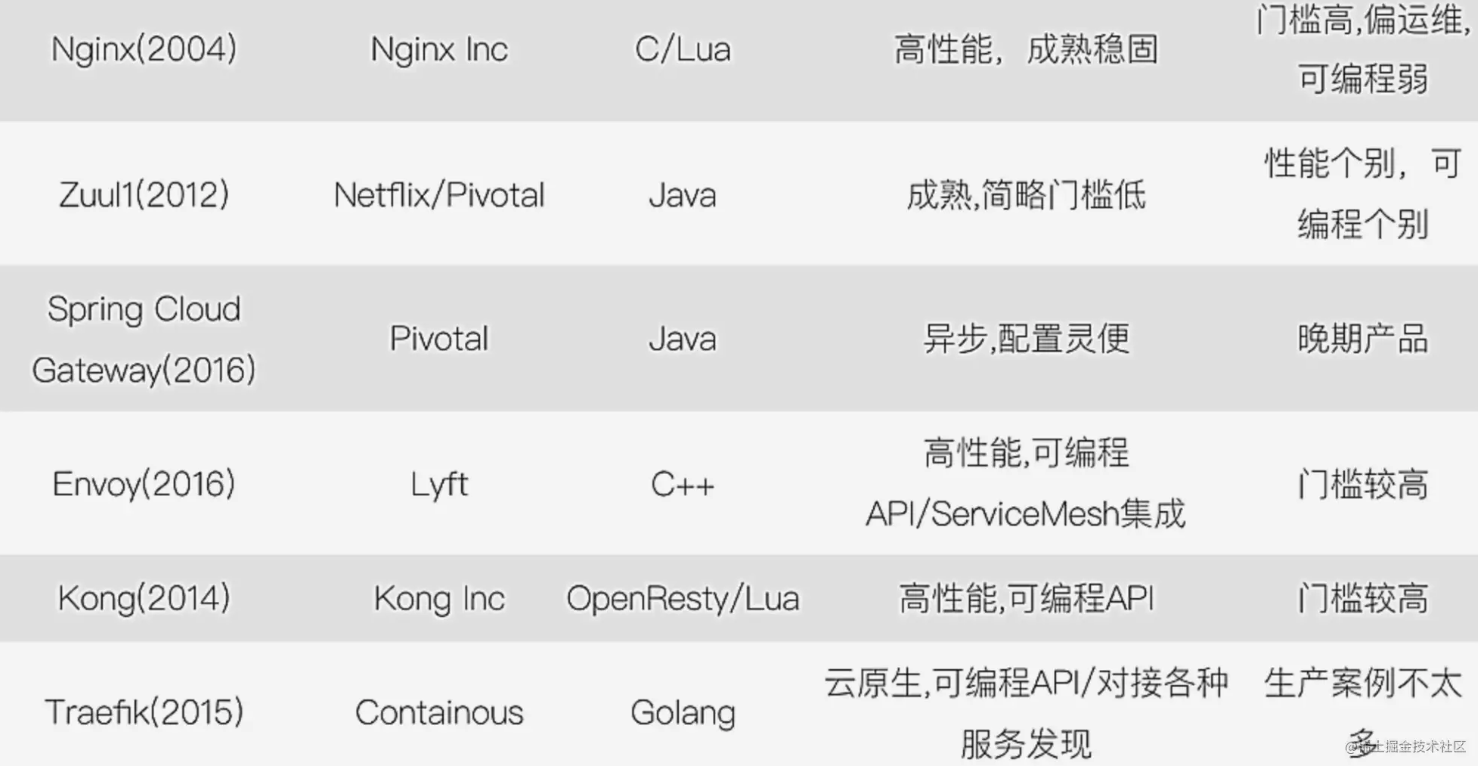 Nginx(2004) Nginx Inc C/Lua 高性能，成熟稳固 门槛高,偏运维,
可编程弱
Zuul1(2012) Netflix/Pivotal Java 成熟,简略门槛低 性能个别，可
编程个别
Spring Cloud
Gateway(2016) Pivotal Java 异步,配置灵便 晚期产品
Envoy(2016) Lyft C++ 高性能,可编程
API/ServiceMesh集成 门槛较高
Kong(2014) Kong Inc OpenResty/Lua 高性能,可编程API 门槛较高
Traefik(2015) Containous Golang 云原生,可编程API/对接各种
服务发现 生产案例不太
多
@稀土掘金技术社区